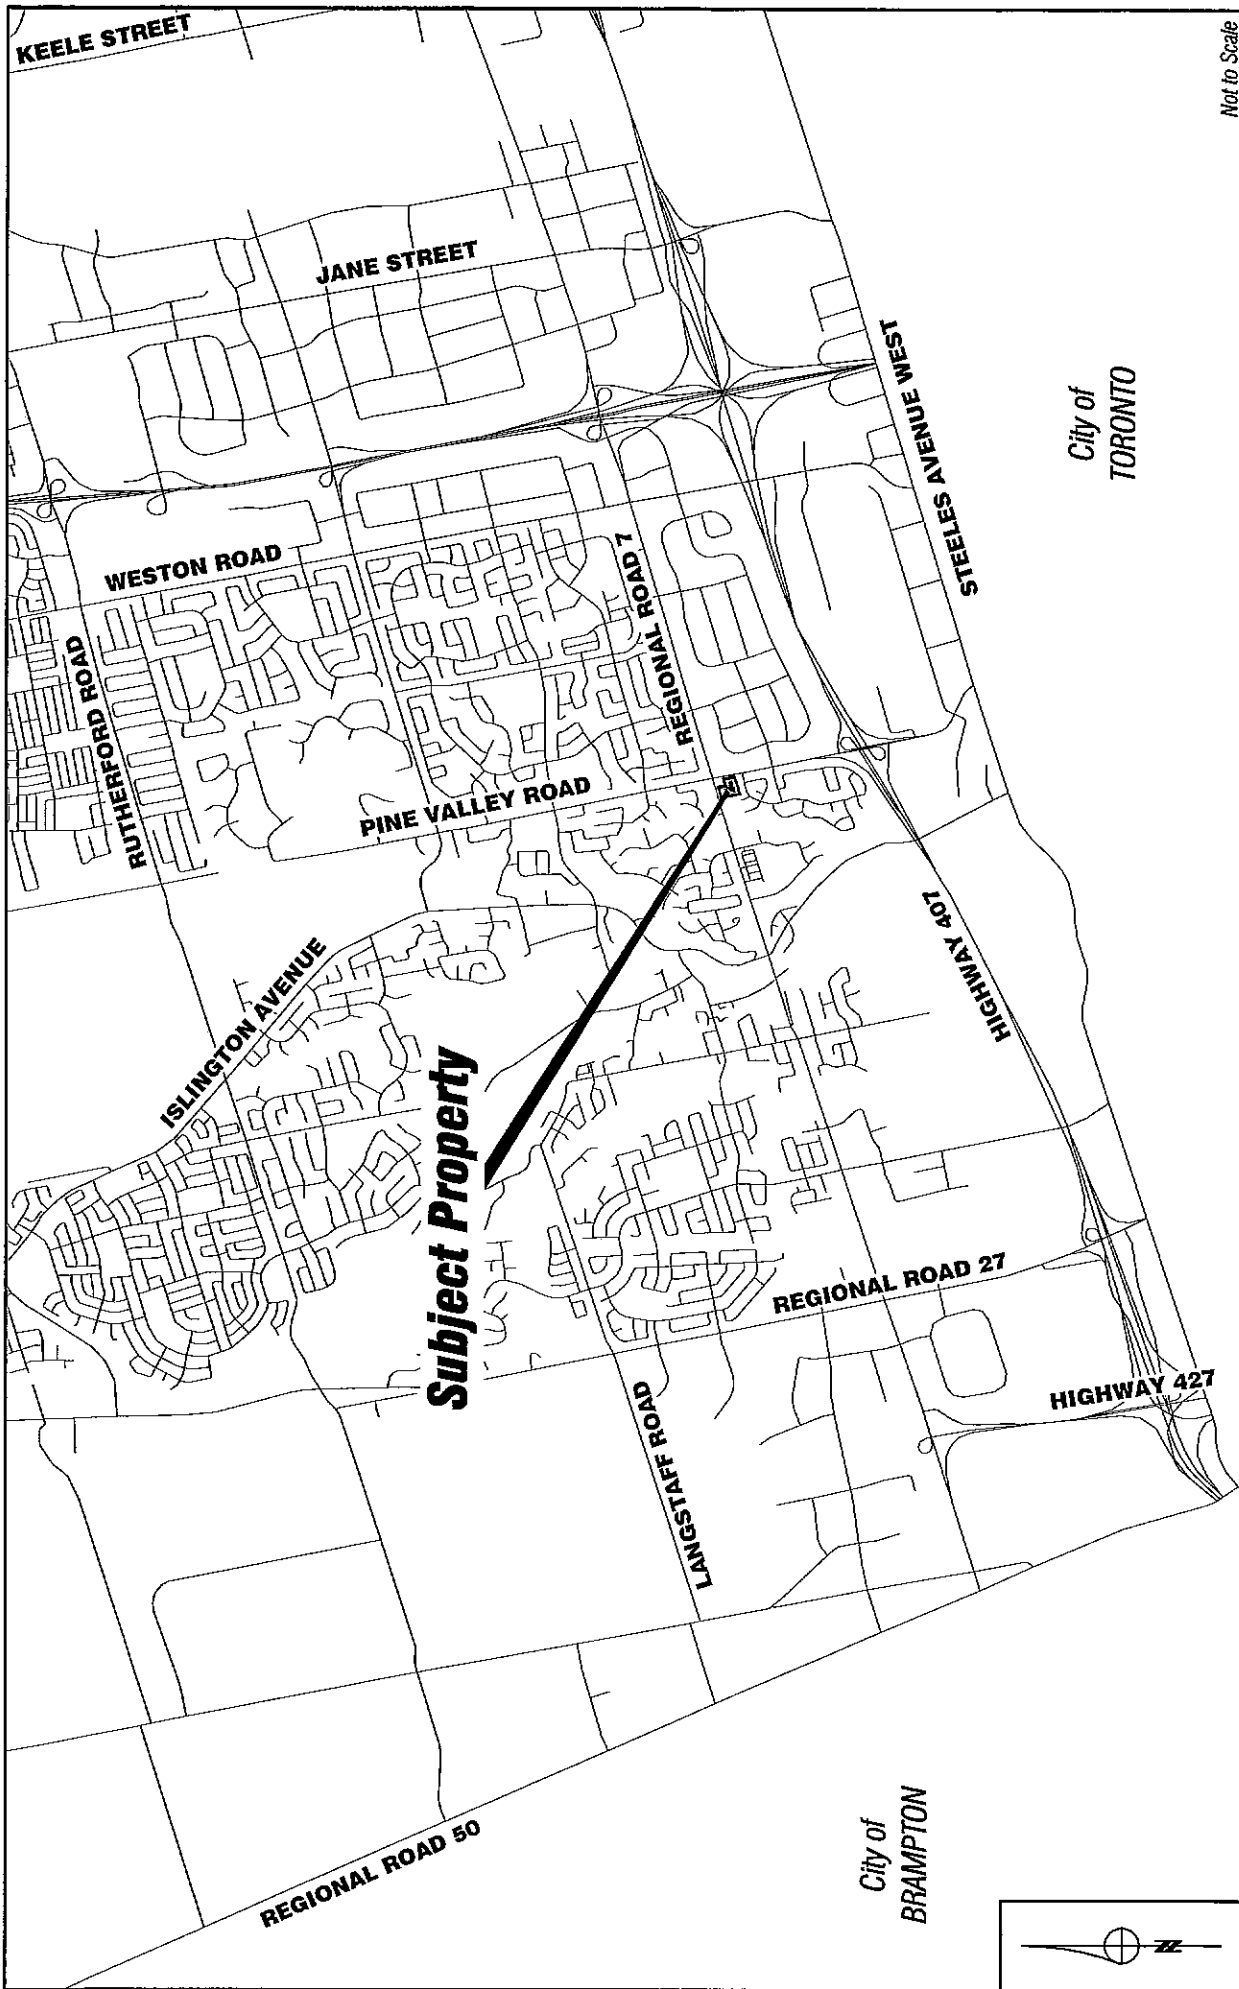 KEELE STREET
JANE STREET
WESTON ROAD
RUTHERFORD ROAD
PINE VALLEY ROAD
REGIONAL ROAD 7
STEELES AVENUE WEST
ISLINGTON AVENUE
HIGHWAY 407
Subject Property
REGIONAL ROAD 27
LANGSTAFF ROAD
HIGHWAY 427
REGIONAL ROAD 50
City of
TORONTO
City of
BRAMPTON
Not to Scale
N